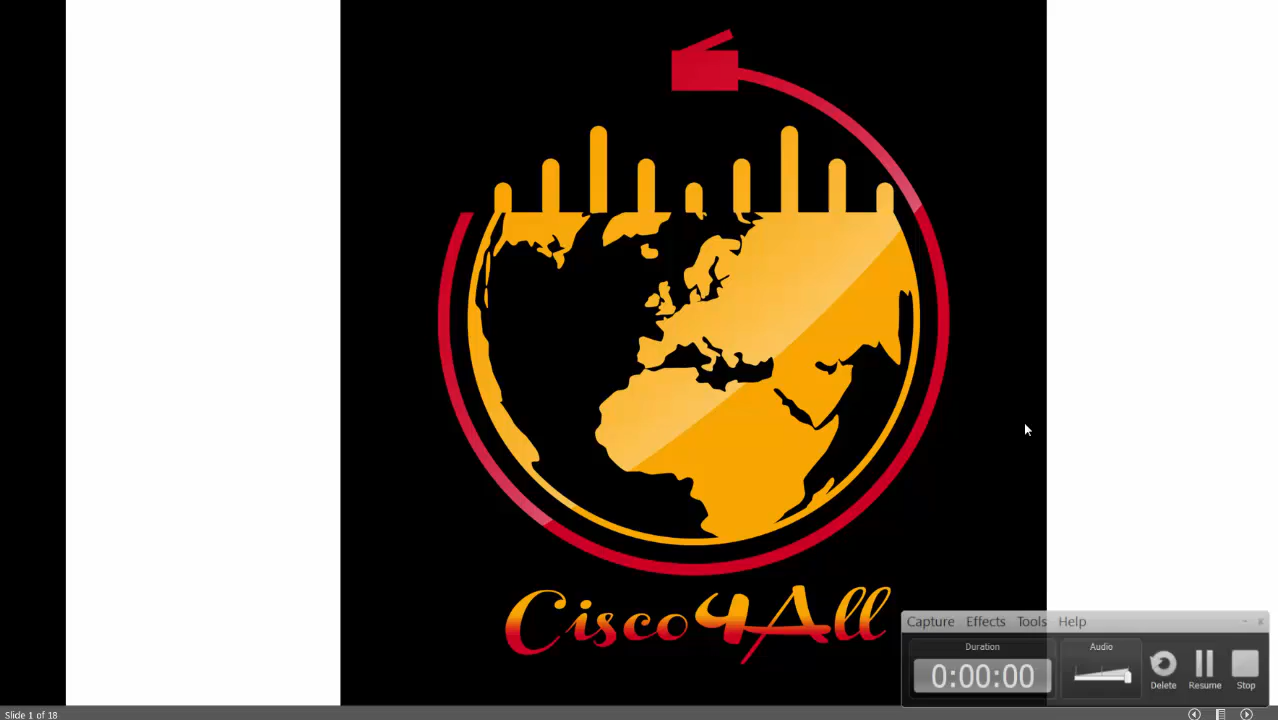 Cisco4All
Capture Effects Tools Help
Duration
Audio
0:00:00
Delete Resume Stop
Slide 1 of 18